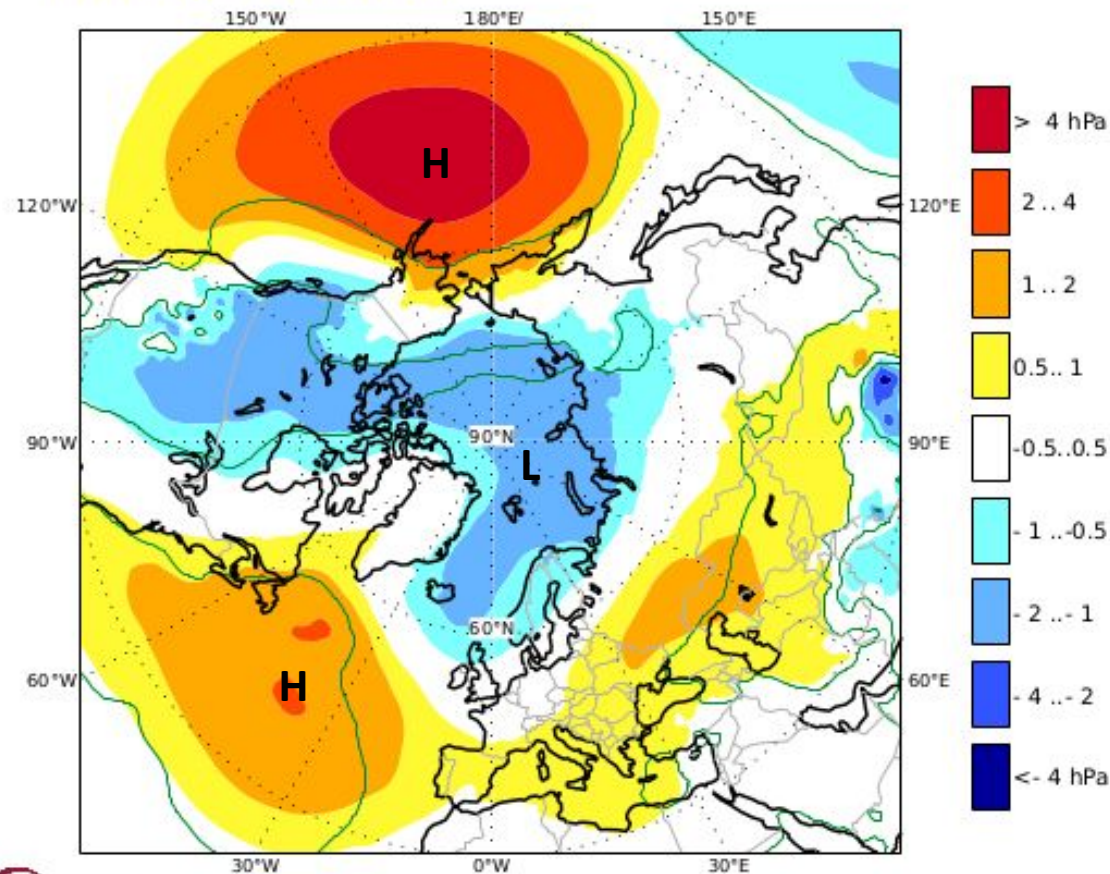 150°W 180°E/ 150°E
H
> 4 hPa
120°W 120°E
2 .. 4
1 .. 2
0.5.. 1
90°N
90°W 90°E
-0.5..0.5
L
- 1 ..-0.5
- 2 ..- 1
60°N
H
60°W 60°E
- 4 ..- 2
<- 4 hPa
30°W 0°W 30°E